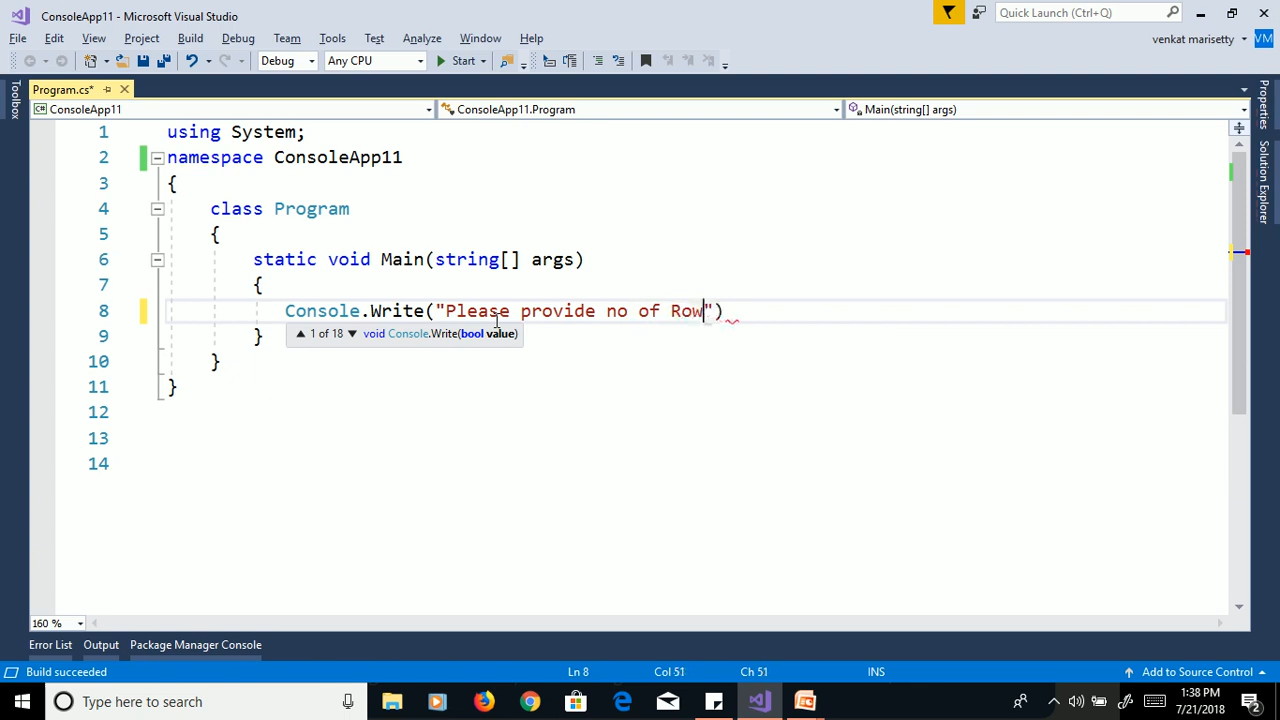 ConsoleApp11 - Microsoft Visual Studio
Quick Launch (Ctrl+Q)
File Edit View Project Build Debug Team Tools Test Analyze Window Help
venkat marisetty VM
Debug Any CPU Start
Program.cs*
ConsoleApp11 ConsoleApp11.Program Main(string[] args)
Toolbox
Properties
Solution Explorer
1 using System;
2 namespace ConsoleApp11
3 {
4 class Program
5 {
6 static void Main(string[] args)
7 {
8 Console.Write("Please provide no of Row")
1 of 18 void Console.Write(bool value)
9 }
10 }
11 }
12
13
14
160 %
Error List Output Package Manager Console
Build succeeded Ln 8 Col 51 Ch 51 INS Add to Source Control
Type here to search
1:38 PM
7/21/2018
2